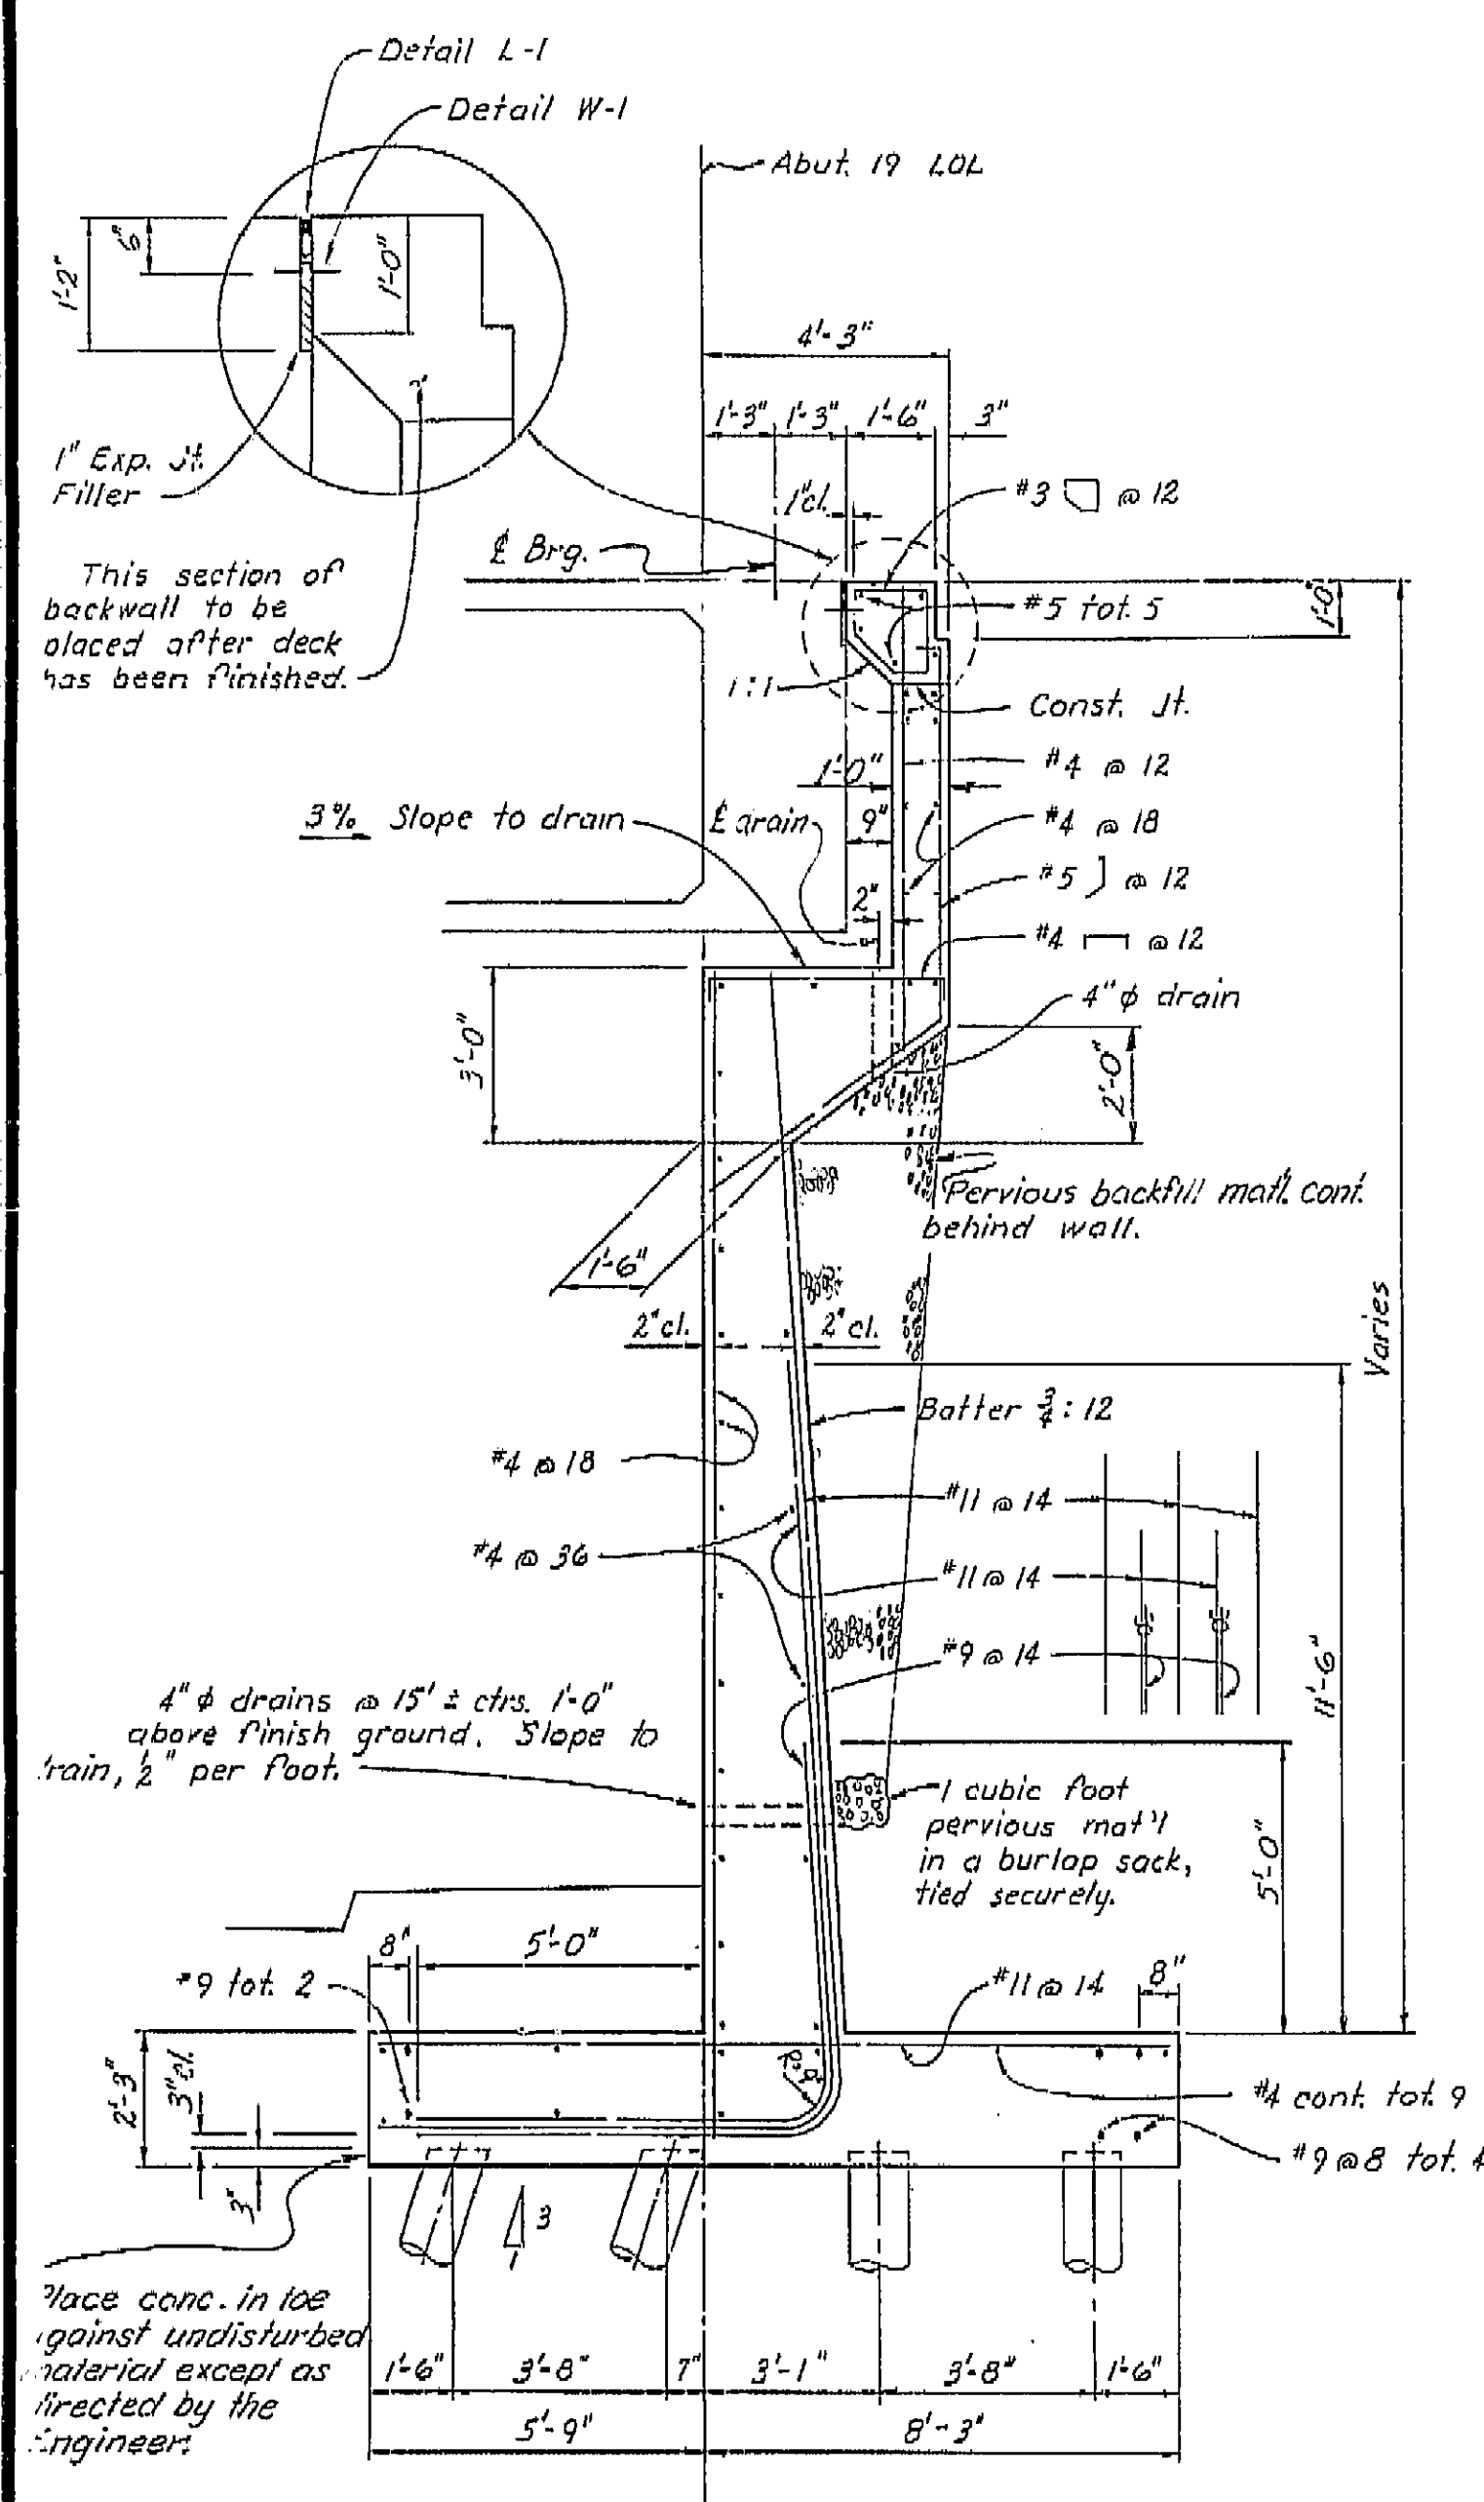 Detail L-1
Detail W-1
Abut. 19 LOL
6"
1'-2"
1'-0"
4'-3"
1'-3" 1'-3" 1'-6" 3"
1" Exp. Jt.
Filler
1" cl.
#3 @ 12
℄ Brg.
This section of
backwall to be
placed after deck
has been finished.
#5 tot. 5
1'-0"
1:1
Const. Jt.
1'-0"
#4 @ 12
3% Slope to drain
℄ drain
9"
#4 @ 18
2"
#5 @ 12
#4 @ 12
4" φ drain
3'-0"
2'-0"
Pervious backfill matl. cont.
behind wall.
1'-6"
2" cl.
2" cl.
Varies
Batter 3/4 : 12
#4 @ 18
#11 @ 14
#4 @ 36
#11 @ 14
#9 @ 14
11'-6"
4" φ drains @ 15' ± ctrs. 1'-0"
above finish ground. Slope to
rain, 1/2" per foot.
1 cubic foot
pervious mat'l
in a burlap sack,
tied securely.
5'-0"
8" 5'-0"
#9 tot. 2
#11 @ 14
8"
2'-3"
3" cl.
3"
#4 cont. tot. 9
#9 @ 8 tot. 4
3
1
lace conc. in toe
gainst undisturbed
aterial except as
irected by the
ngineer.
1'-6" 3'-8" 7" 3'-1" 3'-8" 1'-6"
5'-9" 8'-3"